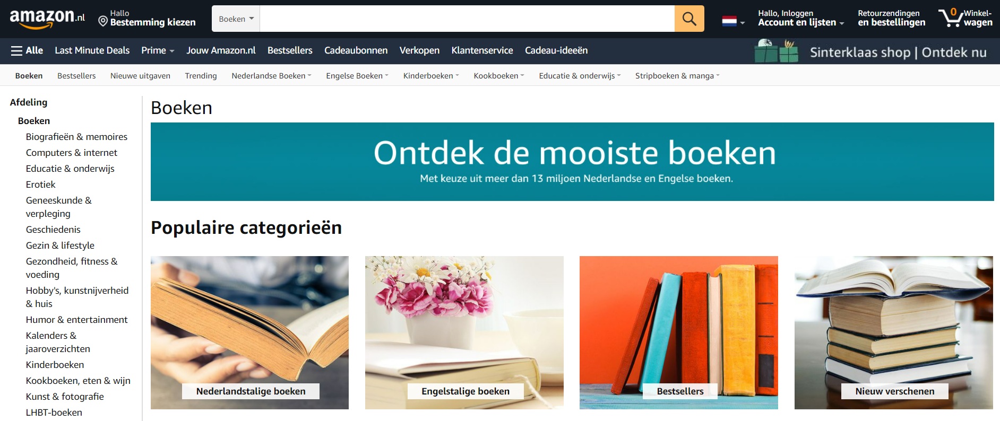 amazon.nl
Hallo
Bestemming kiezen
Boeken
Hallo, Inloggen
Account en lijsten
Retourzendingen
en bestellingen
0
Winkel-
wagen
Alle
Last Minute Deals
Prime
Jouw Amazon.nl
Bestsellers
Cadeaubonnen
Verkopen
Klantenservice
Cadeau-ideeën
Sinterklaas shop | Ontdek nu
Boeken
Bestsellers
Nieuwe uitgaven
Trending
Nederlandse Boeken
Engelse Boeken
Kinderboeken
Kookboeken
Educatie & onderwijs
Stripboeken & manga
Afdeling
Boeken
Biografieën & memoires
Computers & internet
Educatie & onderwijs
Erotiek
Geneeskunde &
verpleging
Geschiedenis
Gezin & lifestyle
Gezondheid, fitness &
voeding
Hobby's, kunstnijverheid
& huis
Humor & entertainment
Kalenders &
jaaroverzichten
Kinderboeken
Kookboeken, eten & wijn
Kunst & fotografie
LHBT-boeken
Boeken
Ontdek de mooiste boeken
Met keuze uit meer dan 13 miljoen Nederlandse en Engelse boeken.
Populaire categorieën
Nederlandstalige boeken
Engelstalige boeken
Bestsellers
Nieuw verschenen